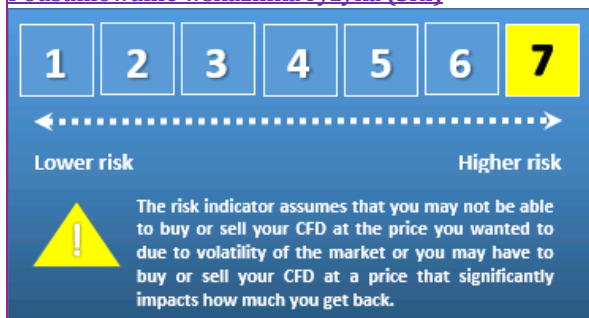 1 2 3 4 5 6 7
Lower risk Higher risk
!
The risk indicator assumes that you may not be able
to buy or sell your CFD at the price you wanted to
due to volatility of the market or you may have to
buy or sell your CFD at a price that significantly
impacts how much you get back.